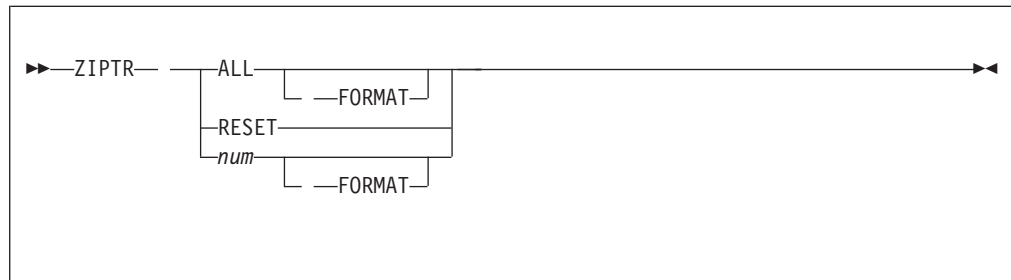 ZIPTR ALL
FORMAT
RESET
num
FORMAT